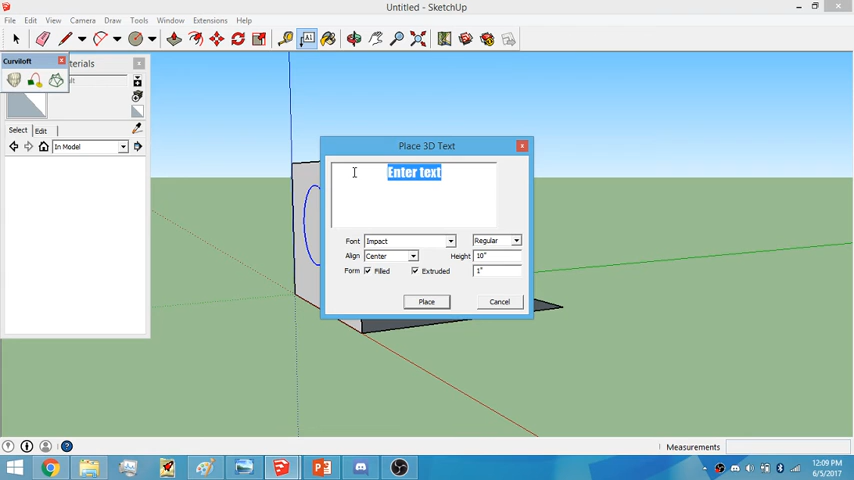 Untitled - SketchUp
File Edit View Camera Draw Tools Window Extensions Help
Curviloft
aterials
Select Edit
In Model
Place 3D Text
Enter text
Font Impact Regular
Align Center Height 10"
Form Filled Extruded 1"
Place Cancel
Measurements
12:09 PM
6/5/2017